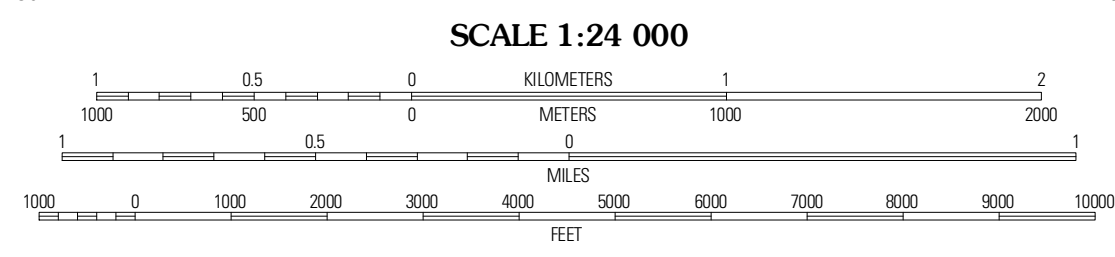 SCALE 1:24 000
1 0.5 0 KILOMETERS 1 2
1000 500 0 METERS 1000 2000
1 0.5 0 1
MILES
1000 0 1000 2000 3000 4000 5000 6000 7000 8000 9000 10000
FEET